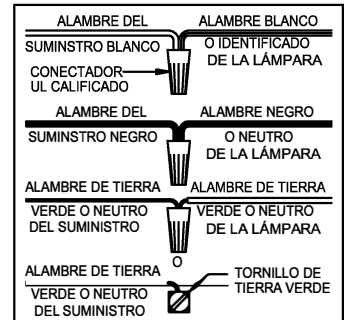 ALAMBRE DEL ALAMBRE BLANCO
SUMINSTRO BLANCO O IDENTIFICADO
CONECTADOR DE LA LÁMPARA
UL CALIFICADO
ALAMBRE DEL ALAMBRE NEGRO
SUMINSTRO NEGRO O NEUTRO
DE LA LÁMPARA
ALAMBRE DE TIERRA ALAMBRE DE TIERRA
VERDE O NEUTRO VERDE O NEUTRO
DEL SUMINISTRO DE LA LÁMPARA
O
ALAMBRE DE TIERRA TORNILLO DE
VERDE O NEUTRO TIERRA VERDE
DEL SUMINISTRO